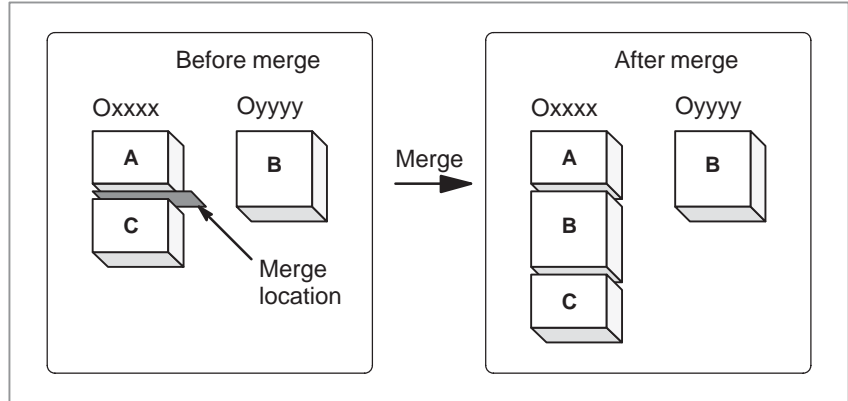 Before merge
Oxxxx
Oyyyy
A
B
C
Merge
location
Merge
After merge
Oxxxx
Oyyyy
A
B
B
C